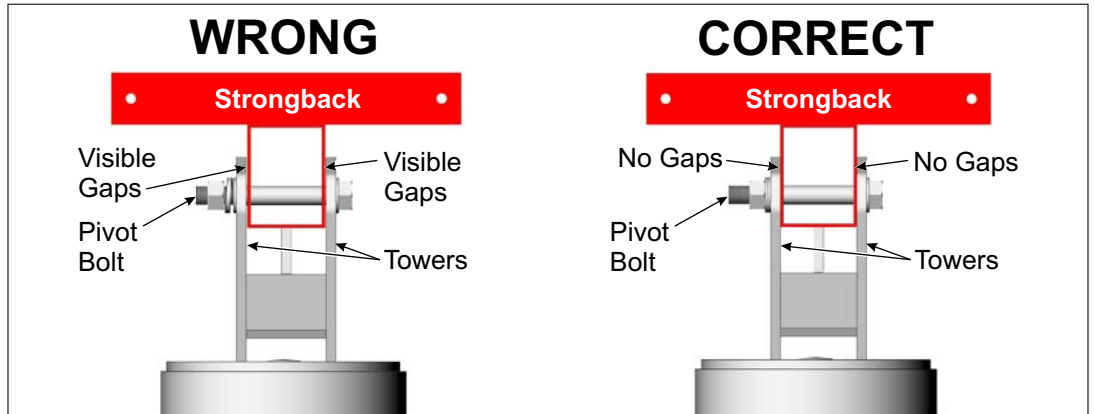 WRONG
Strongback
Visible
Gaps
Visible
Gaps
Pivot
Bolt
Towers
CORRECT
Strongback
No Gaps
No Gaps
Pivot
Bolt
Towers